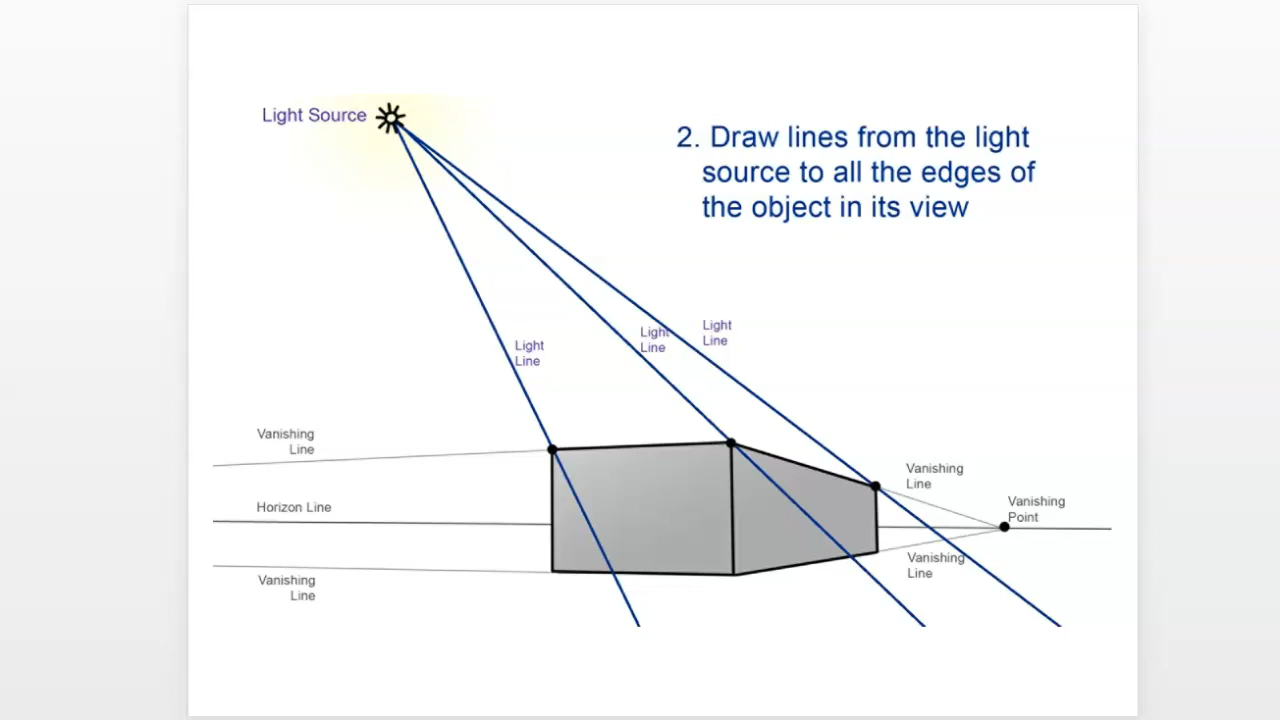 Light Source
2. Draw lines from the light
source to all the edges of
the object in its view
Light
Line
Light
Line
Light
Line
Vanishing
Line
Vanishing
Line
Vanishing
Point
Horizon Line
Vanishing
Line
Vanishing
Line